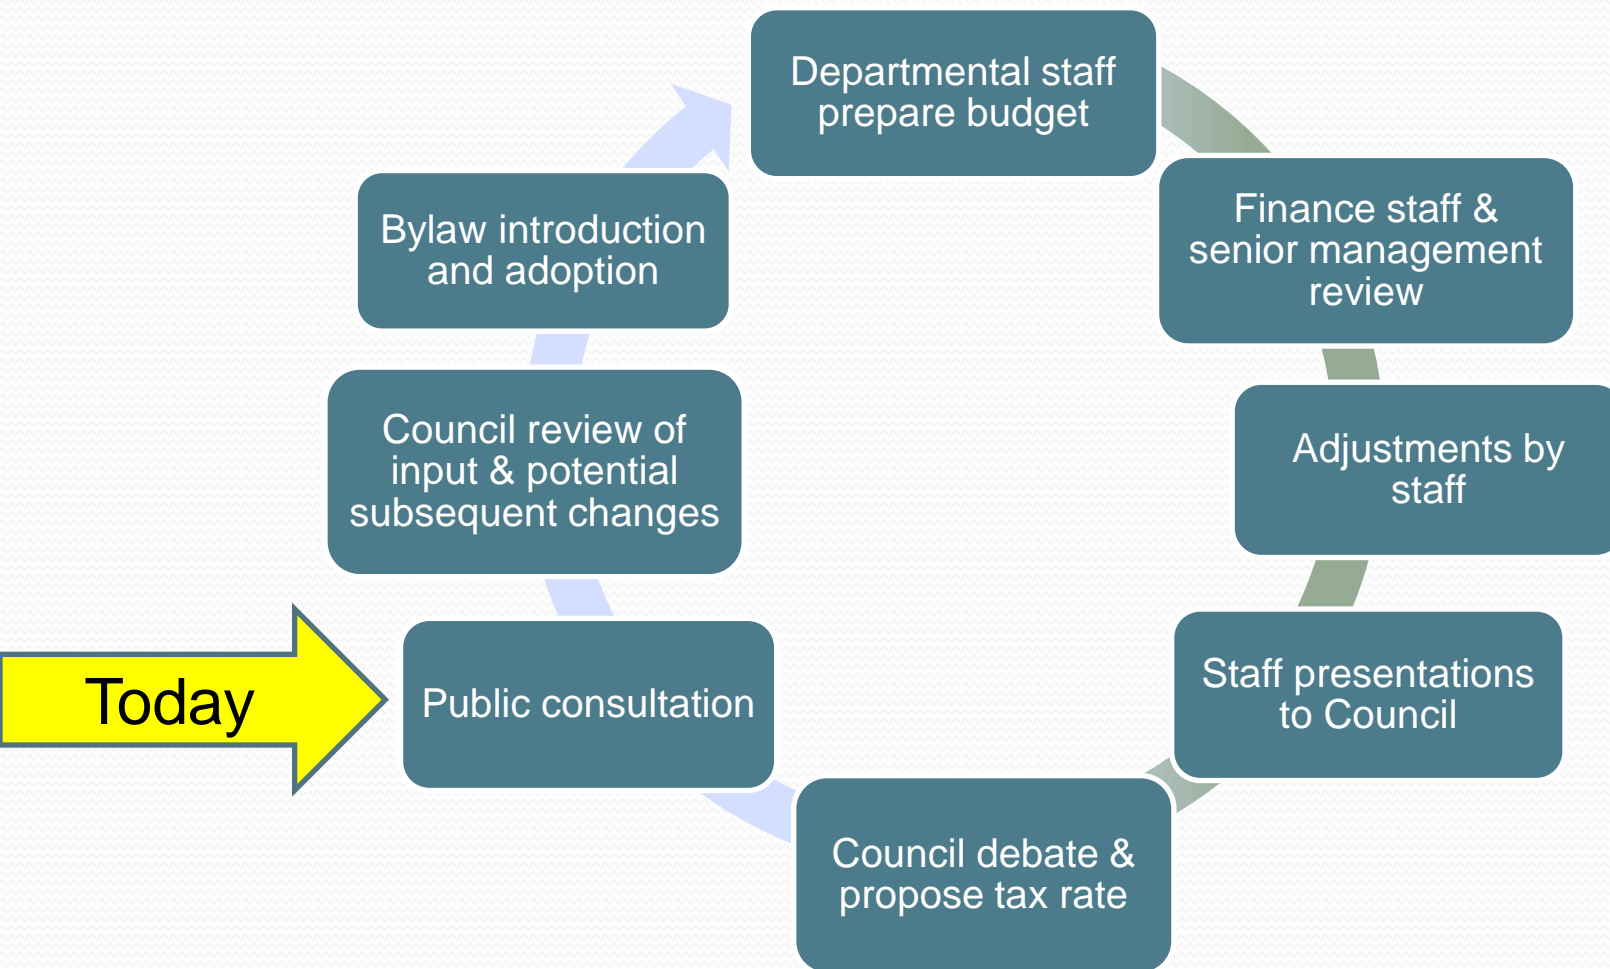 Departmental staff
prepare budget
Finance staff &
senior management
review
Adjustments by
staff
Staff presentations
to Council
Council debate &
propose tax rate
Public consultation
Council review of
input & potential
subsequent changes
Bylaw introduction
and adoption
Today